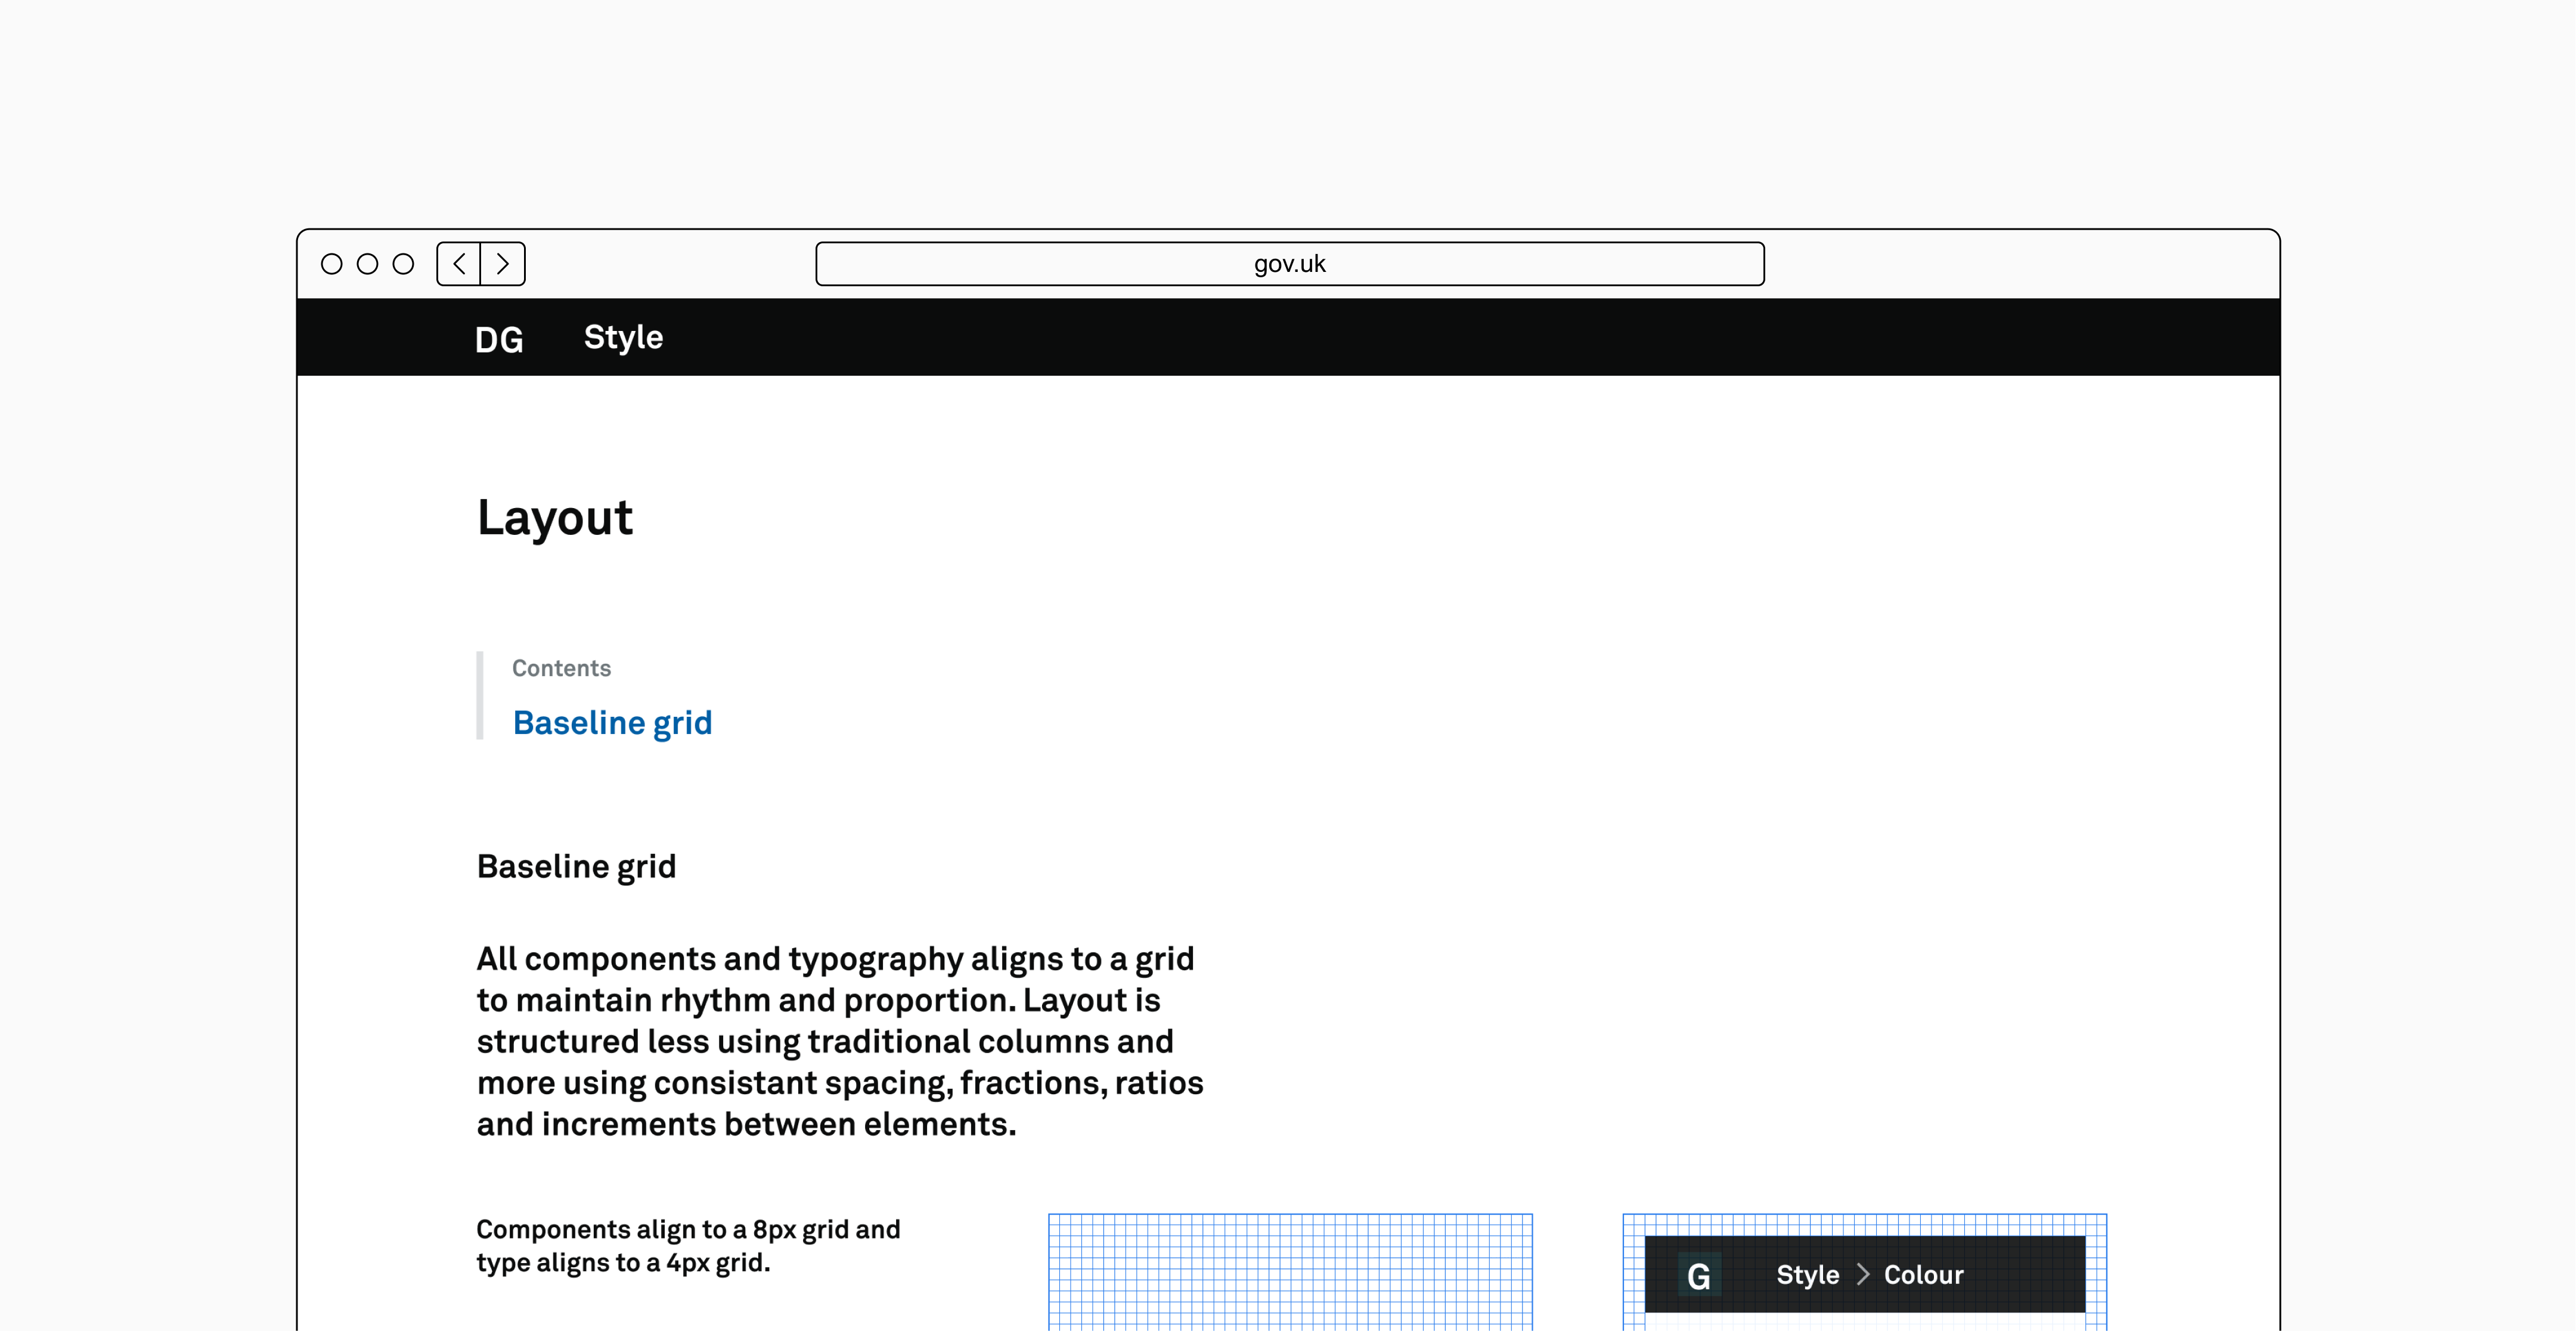 gov.uk
DG Style
Layout
Contents
Baseline grid
Baseline grid
All components and typography aligns to a grid
to maintain rhythm and proportion. Layout is
structured less using traditional columns and
more using consistant spacing, fractions, ratios
and increments between elements.
Components align to a 8px grid and
type aligns to a 4px grid.
G Style > Colour